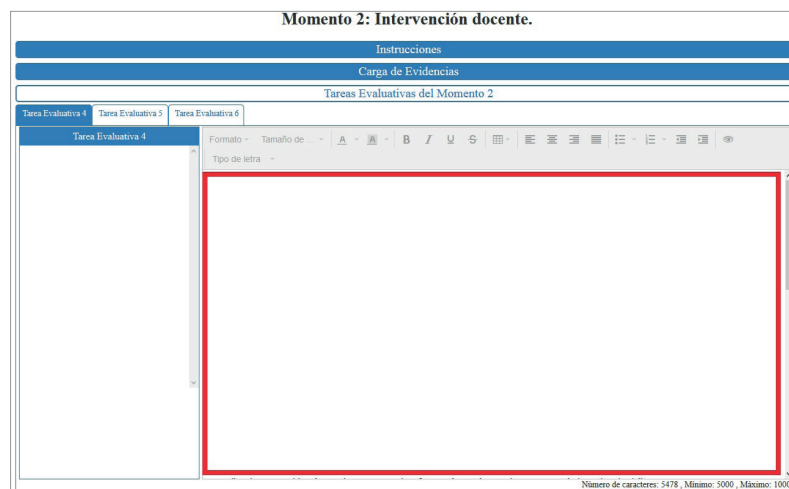 Momento 2: Intervención docente.
Instrucciones
Carga de Evidencias
Tareas Evaluativas del Momento 2
Tarea Evaluativa 4 Tarea Evaluativa 5 Tarea Evaluativa 6
Tarea Evaluativa 4
Formato Tamaño de ... A A B I U S
Tipo de letra
Número de caracteres: 5478 , Mínimo: 5000 , Máximo: 1000